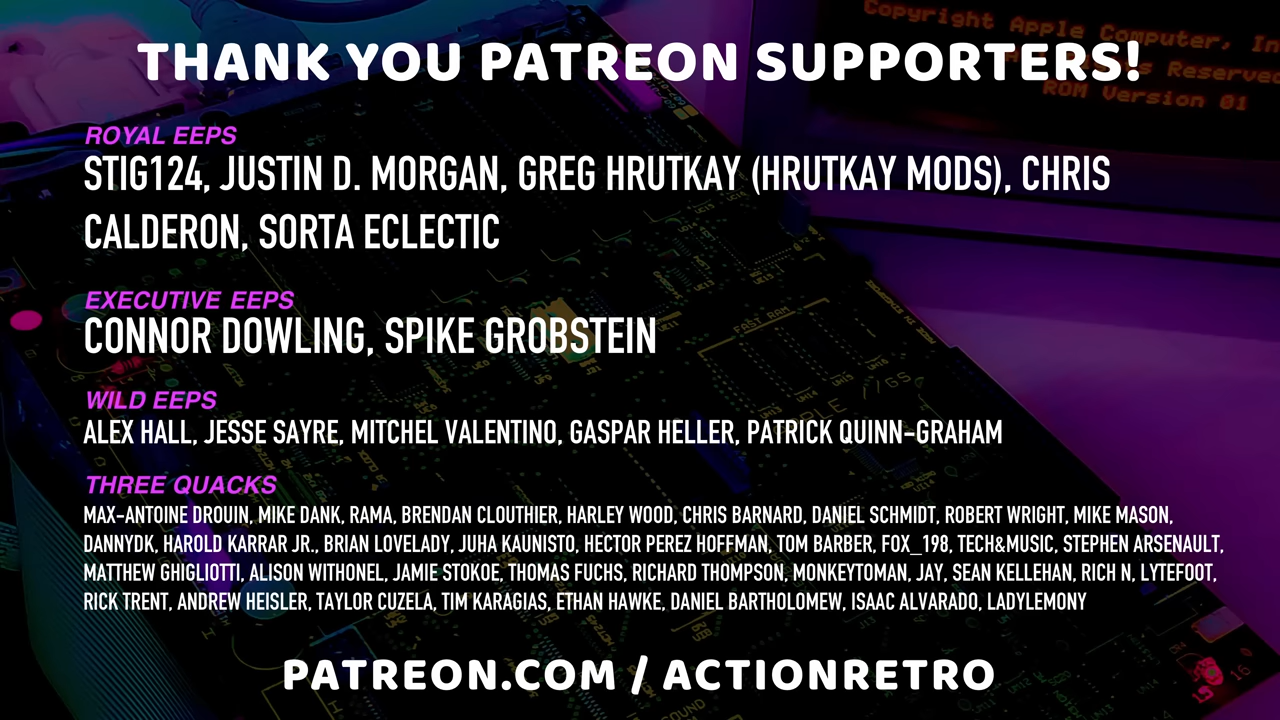 THANK YOU PATREON SUPPORTERS!
Copyright Apple Computer, In
s Reserved
ROM Version 01
ROYAL EEPS
STIG124, JUSTIN D. MORGAN, GREG HRUTKAY (HRUTKAY MODS), CHRIS
CALDERON, SORTA ECLECTIC
EXECUTIVE EEPS
CONNOR DOWLING, SPIKE GROBSTEIN
FAST RAM
WILD EEPS
ALEX HALL, JESSE SAYRE, MITCHEL VALENTINO, GASPAR HELLER, PATRICK QUINN-GRAHAM
THREE QUACKS
MAX-ANTOINE DROUIN, MIKE DANK, RAMA, BRENDAN CLOUTHIER, HARLEY WOOD, CHRIS BARNARD, DANIEL SCHMIDT, ROBERT WRIGHT, MIKE MASON,
DANNYDK, HAROLD KARRAR JR., BRIAN LOVELADY, JUHA KAUNISTO, HECTOR PEREZ HOFFMAN, TOM BARBER, FOX_198, TECH&MUSIC, STEPHEN ARSENAULT,
MATTHEW GHIGLIOTTI, ALISON WITHONEL, JAMIE STOKOE, THOMAS FUCHS, RICHARD THOMPSON, MONKEYTOMAN, JAY, SEAN KELLEHAN, RICH N, LYTEFOOT,
RICK TRENT, ANDREW HEISLER, TAYLOR CUZELA, TIM KARAGIAS, ETHAN HAWKE, DANIEL BARTHOLOMEW, ISAAC ALVARADO, LADYLEMONY
PATREON.COM / ACTIONRETRO